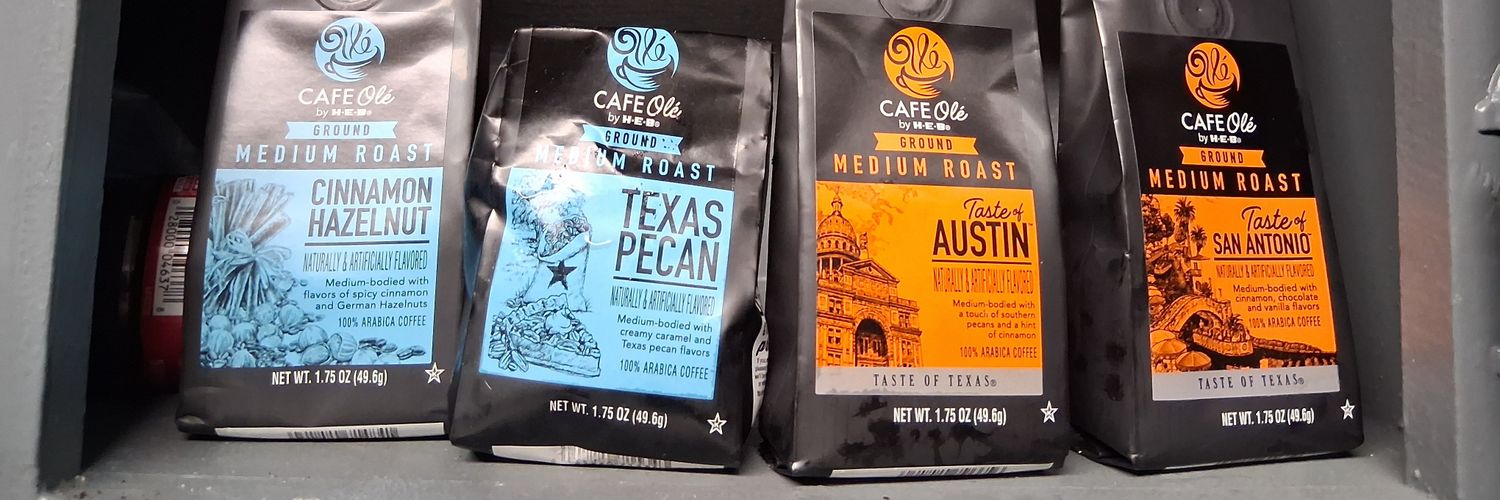 Olé
CAFE Olé
by H-E-B®
GROUND
MEDIUM ROAST
CINNAMON
HAZELNUT
NATURALLY & ARTIFICIALLY FLAVORED
Medium-bodied with
flavors of spicy cinnamon
and German Hazelnuts
100% ARABICA COFFEE
NET WT. 1.75 OZ (49.6g)
Olé
CAFE Olé
by H-E-B®
GROUND
MEDIUM ROAST
TEXAS
PECAN
NATURALLY & ARTIFICIALLY FLAVORED
Medium-bodied with
creamy caramel and
Texas pecan flavors
100% ARABICA COFFEE
NET WT. 1.75 OZ (49.6g)
Olé
CAFE Olé
by H-E-B®
GROUND
MEDIUM ROAST
Taste of
AUSTIN™
NATURALLY & ARTIFICIALLY FLAVORED
Medium-bodied with
a touch of southern
pecans and a hint
of cinnamon
100% ARABICA COFFEE
TASTE OF TEXAS®
NET WT. 1.75 OZ (49.6g)
Olé
CAFE Olé
by H-E-B®
GROUND
MEDIUM ROAST
Taste of
SAN ANTONIO™
NATURALLY & ARTIFICIALLY FLAVORED
Medium-bodied with
cinnamon, chocolate
and vanilla flavors
100% ARABICA COFFEE
TASTE OF TEXAS®
NET WT. 1.75 OZ (49.6g)